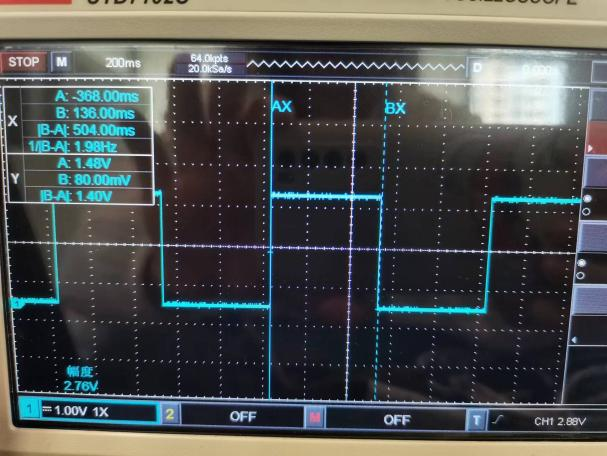 STOP M 200ms 64.0kpts D
20.0kSa/s
A: -368.00ms
X B: 136.00ms
|B-A|: 504.00ms
1/|B-A|: 1.98Hz
A: 1.48V
Y B: 80.00mV
|B-A|: 1.40V
AX BX
幅度
2.76V
1 1.00V 1X 2 OFF M OFF T CH1 2.88V